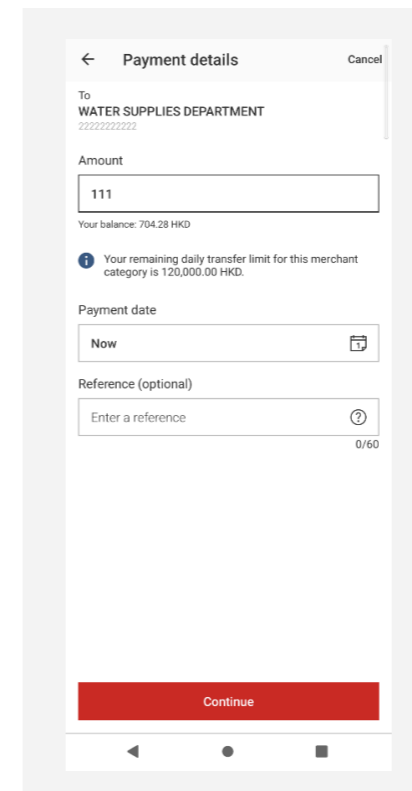 Payment details
Cancel
To
WATER SUPPLIES DEPARTMENT
22222222222
Amount
111
Your balance: 704.28 HKD
Your remaining daily transfer limit for this merchant
category is 120,000.00 HKD.
Payment date
Now
Reference (optional)
Enter a reference
0/60
Continue